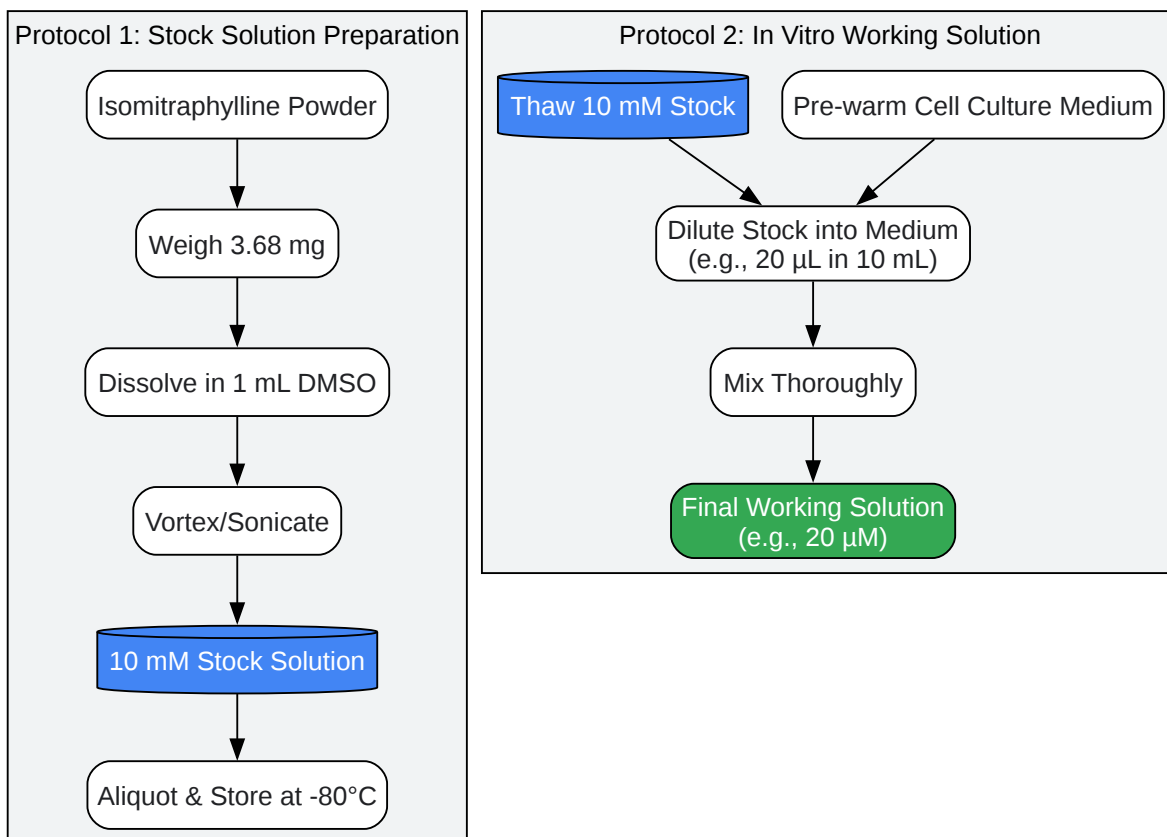 Protocol 1: Stock Solution Preparation
Isomitraphylline Powder
Weigh 3.68 mg
Dissolve in 1 mL DMSO
Vortex/Sonicate
10 mM Stock Solution
Aliquot & Store at -80°C
Protocol 2: In Vitro Working Solution
Thaw 10 mM Stock
Pre-warm Cell Culture Medium
Dilute Stock into Medium
(e.g., 20 µL in 10 mL)
Mix Thoroughly
Final Working Solution
(e.g., 20 µM)